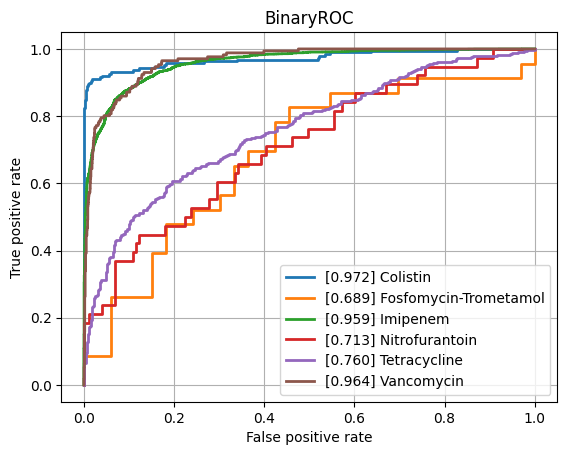 BinaryROC
True positive rate
1.0
0.8
0.6
0.4
0.2
0.0
[0.972] Colistin
[0.689] Fosfomycin-Trometamol
[0.959] Imipenem
[0.713] Nitrofurantoin
[0.760] Tetracycline
[0.964] Vancomycin
0.0 0.2 0.4 0.6 0.8 1.0
False positive rate